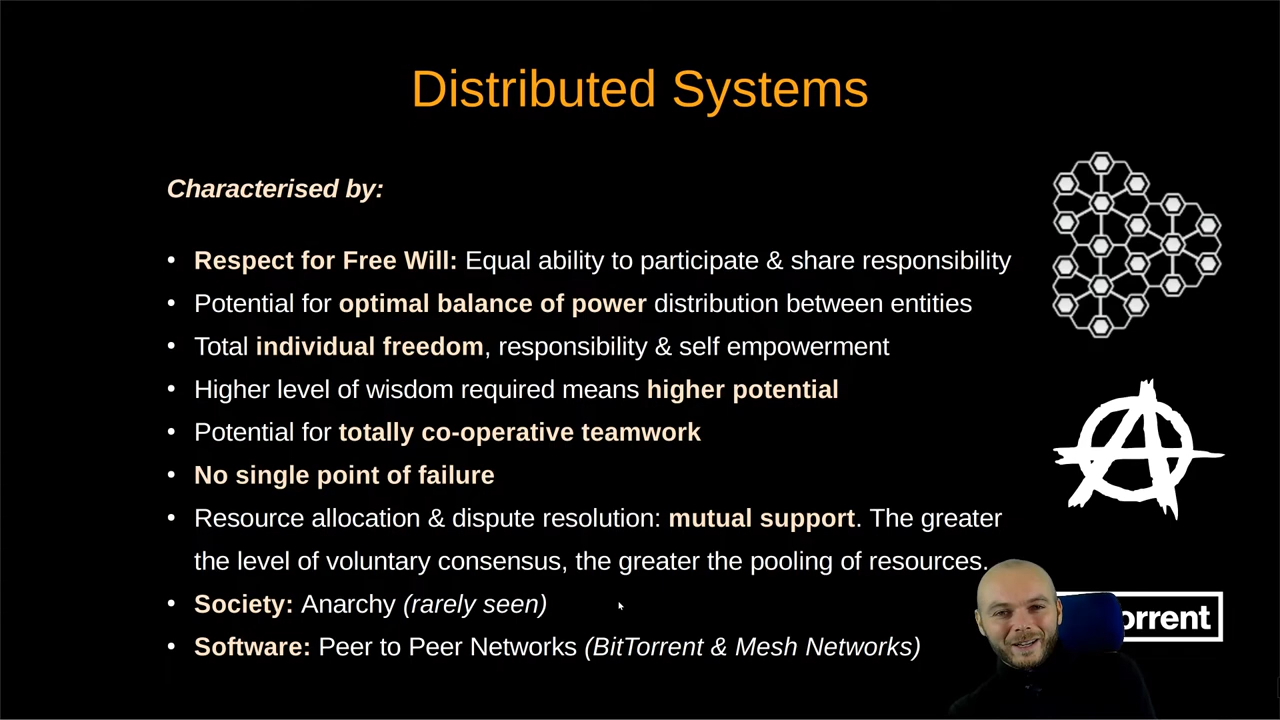 Distributed Systems
Characterised by:
• Respect for Free Will: Equal ability to participate & share responsibility
• Potential for optimal balance of power distribution between entities
• Total individual freedom, responsibility & self empowerment
• Higher level of wisdom required means higher potential
• Potential for totally co-operative teamwork
• No single point of failure
• Resource allocation & dispute resolution: mutual support. The greater
the level of voluntary consensus, the greater the pooling of resources.
• Society: Anarchy (rarely seen)
• Software: Peer to Peer Networks (BitTorrent & Mesh Networks)
orrent